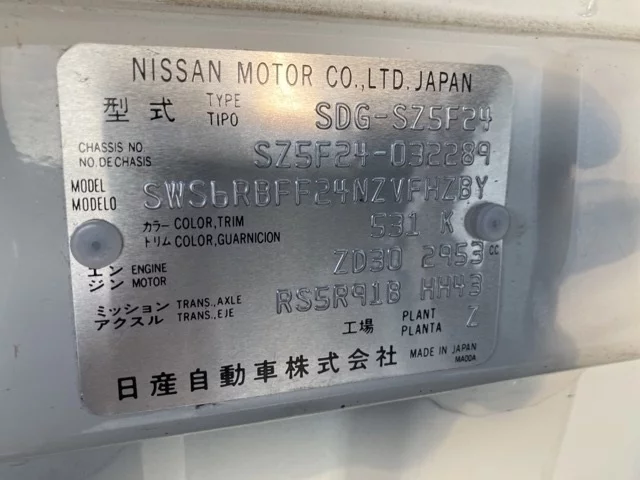 NISSAN MOTOR CO.,LTD. JAPAN
型式 TYPE TIPO SDG-SZ5F24
CHASSIS NO NO. DE CHASIS SZ5F24-032289
MODEL MODELO SWS6RBFF24NZVFHZBY
カラー COLOR, TRIM
トリム COLOR, GUARNICION 531 K
エンジン ENGINE MOTOR ZD30 2953 cc
ミッション アクスル TRANS., AXLE TRANS., EJE RS5R91B HH43
工場 PLANT PLANTA Z
日産自動車株式会社 MADE IN JAPAN
MA00A